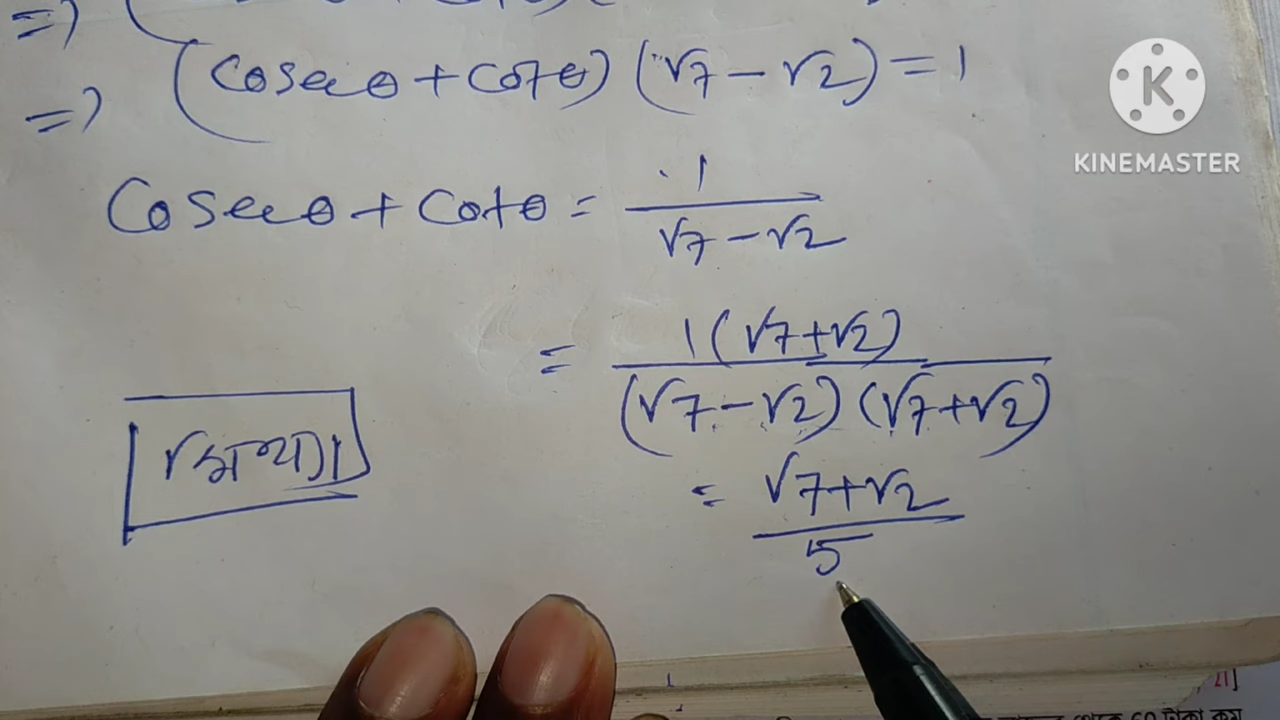 => (
=> (Cosecθ + Cotθ) (√7 - √2) = 1
K
KINEMASTER
Cosecθ + Cotθ = 1 / √7 - √2
= 1(√7+√2) / (√7 - √2) (√7+√2)
= √7+√2 / 5